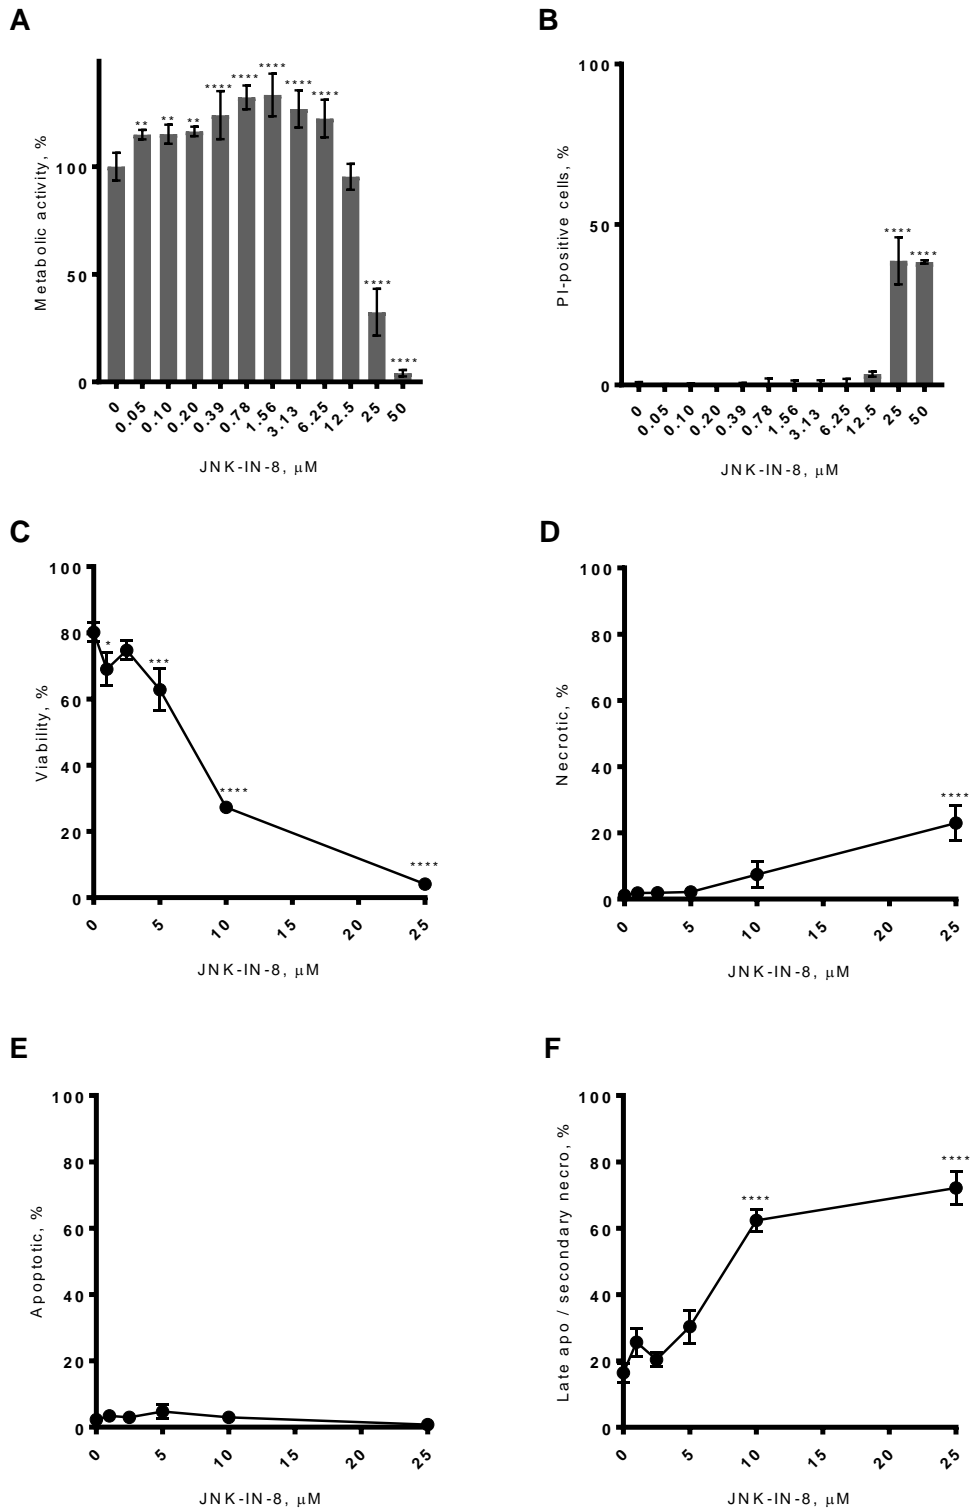 A
Metabolic activity, %
100
50
0
** ** ** **** **** **** **** **** **** ****
0 0.05 0.10 0.20 0.39 0.78 1.56 3.13 6.25 12.5 25 50
JNK-IN-8, µM
B
PI-positive cells, %
100
50
0
**** ****
0 0.05 0.10 0.20 0.39 0.78 1.56 3.13 6.25 12.5 25 50
JNK-IN-8, µM
C
Viability, %
100
80
60
40
20
0
* *** **** ****
0 5 10 15 20 25
JNK-IN-8, µM
D
Necrotic, %
100
80
60
40
20
0
****
0 5 10 15 20 25
JNK-IN-8, µM
E
Apoptotic, %
100
80
60
40
20
0
0 5 10 15 20 25
JNK-IN-8, µM
F
Late apo / secondary necro, %
100
80
60
40
20
0
**** ****
0 5 10 15 20 25
JNK-IN-8, µM